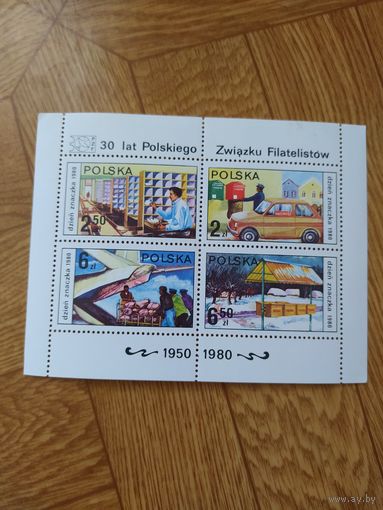 30 lat Polskiego Związku Filatelistów
POLSKA
dzień znaczka 1980
2,50 zł
POLSKA
2 zł
dzień znaczka 1980
6 zł
POLSKA
dzień znaczka 1980
POLSKA
6,50 zł
dzień znaczka 1980
1950 1980
ay.by